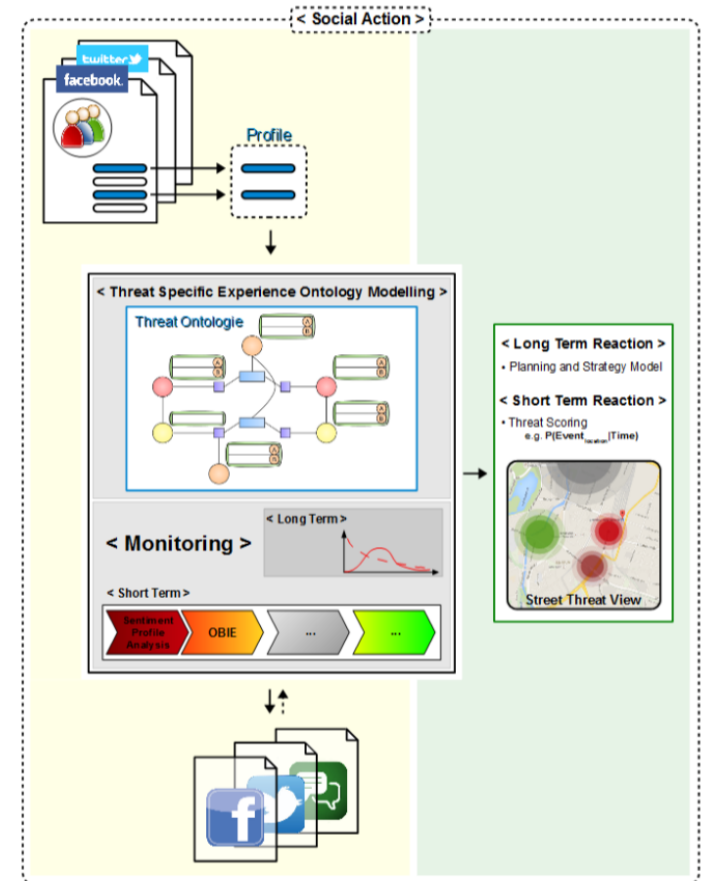 < Social Action >
twitter
facebook.
Profile
< Threat Specific Experience Ontology Modelling >
Threat Ontologie
A
B
A
B
A
B
A
B
A
B
< Monitoring >
< Long Term >
< Short Term >
Sentiment
Profile
Analysis
OBIE
...
...
< Long Term Reaction >
• Planning and Strategy Model
< Short Term Reaction >
• Threat Scoring
e.g. P(Event location|Time)
Street Threat View
f